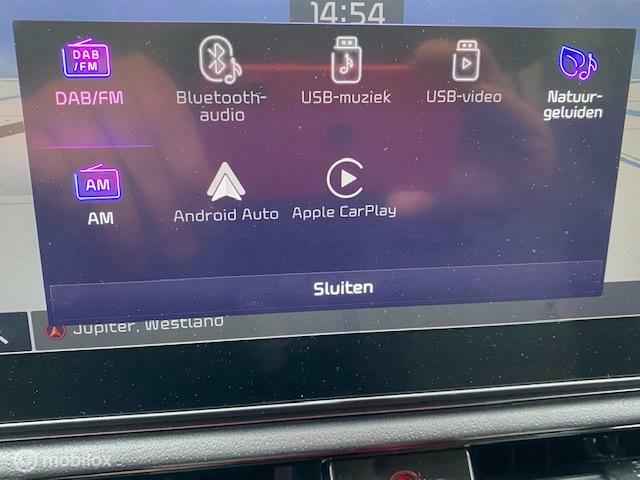 14:54
DAB
/FM
DAB/FM
Bluetooth-
audio
USB-muziek
USB-video
Natuur-
geluiden
AM
AM
Android Auto
Apple CarPlay
Sluiten
Jupiter, Westland
mobilox